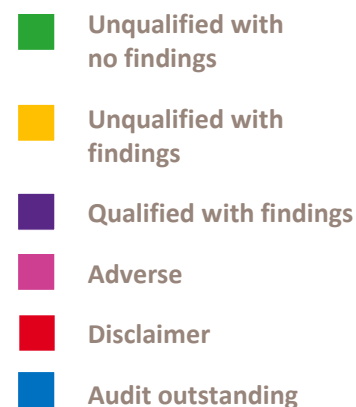 Unqualified with
no findings
Unqualified with
findings
Qualified with findings
Adverse
Disclaimer
Audit outstanding